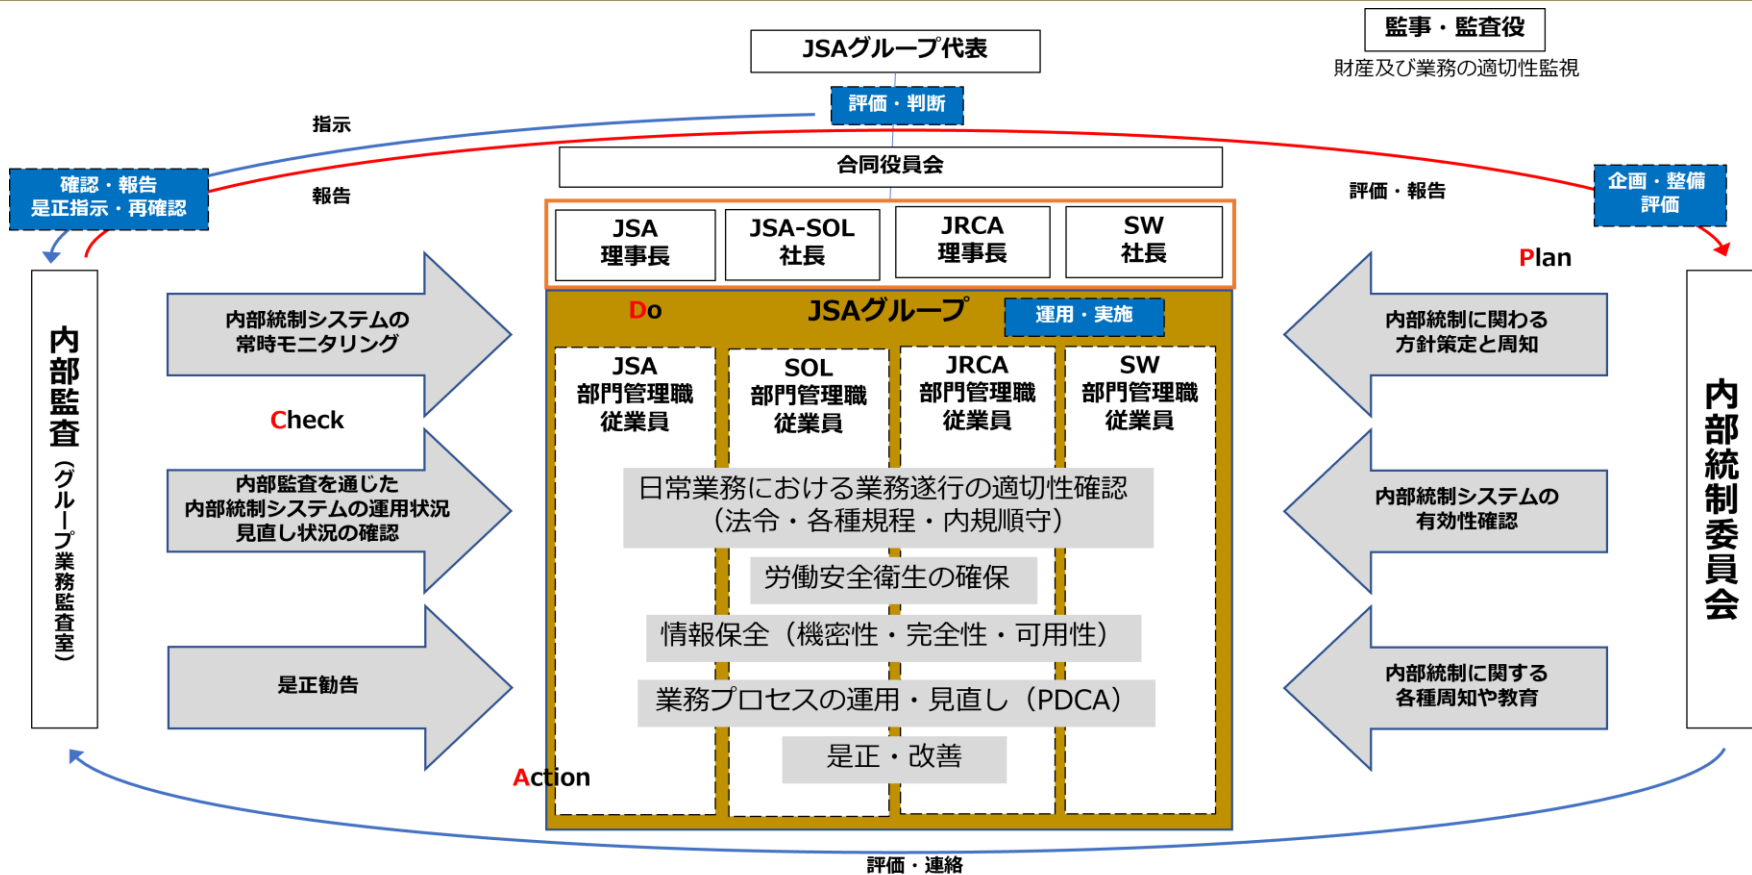 監事・監査役
財産及び業務の適切性監視
JSAグループ代表
評価・判断
指示
報告
評価・報告
合同役員会
確認・報告
是正指示・再確認
企画・整備
評価
JSA
理事長
JSA-SOL
社長
JRCA
理事長
SW
社長
Plan
Do
JSAグループ
運用・実施
内部監査（グループ業務監査室）
内部統制システムの
常時モニタリング
Check
内部監査を通じた
内部統制システムの運用状況
見直し状況の確認
是正勧告
JSA
部門管理職
従業員
SOL
部門管理職
従業員
JRCA
部門管理職
従業員
SW
部門管理職
従業員
日常業務における業務遂行の適切性確認
（法令・各種規程・内規順守）
労働安全衛生の確保
情報保全（機密性・完全性・可用性）
業務プロセスの運用・見直し（PDCA）
是正・改善
Action
内部統制に関わる
方針策定と周知
内部統制システムの
有効性確認
内部統制に関する
各種周知や教育
内部統制委員会
評価・連絡